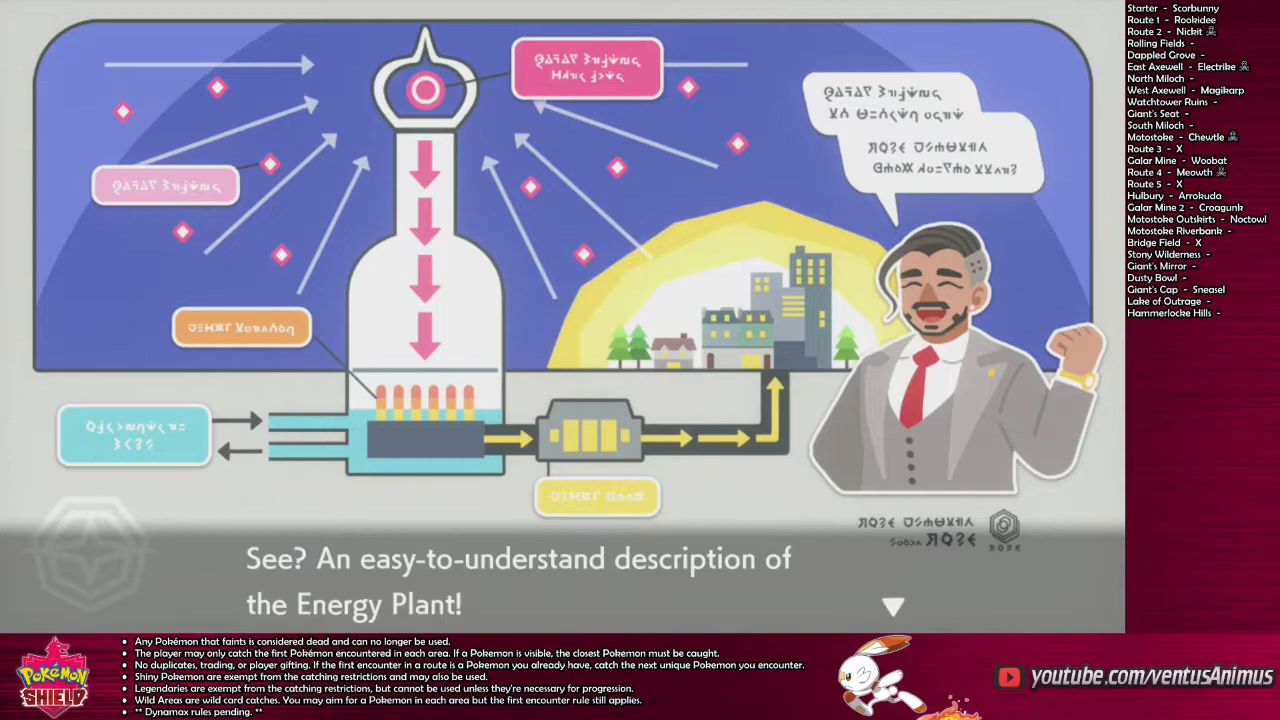 See? An easy-to-understand description of
the Energy Plant!
Starter - Scorbunny
Route 1 - Rookidee
Route 2 - Nickit
Rolling Fields -
Dappled Grove -
East Axewell - Electrike
North Miloch -
West Axewell - Magikarp
Watchtower Ruins -
Giant's Seat -
South Miloch -
Motostoke - Chewtle
Route 3 - X
Galar Mine - Woobat
Route 4 - Meowth
Route 5 - X
Hulbury - Arrokuda
Galar Mine 2 - Croagunk
Motostoke Outskirts - Noctowl
Motostoke Riverbank -
Bridge Field - X
Stony Wilderness -
Giant's Mirror -
Dusty Bowl -
Giant's Cap - Sneasel
Lake of Outrage -
Hammerlocke Hills -
POKÉMON
SHIELD
• Any Pokémon that faints is considered dead and can no longer be used.
• The player may only catch the first Pokémon encountered in each area. If a Pokemon is visible, the closest Pokemon must be caught.
• No duplicates, trading, or player gifting. If the first encounter in a route is a Pokemon you already have, catch the next unique Pokemon you encounter.
• Shiny Pokemon are exempt from the catching restrictions and may also be used.
• Legendaries are exempt from the catching restrictions, but cannot be used unless they're necessary for progression.
• Wild Areas are wild card catches. You may aim for a Pokemon in each area but the first encounter rule still applies.
• ** Dynamax rules pending. **
youtube.com/ventusAnimus